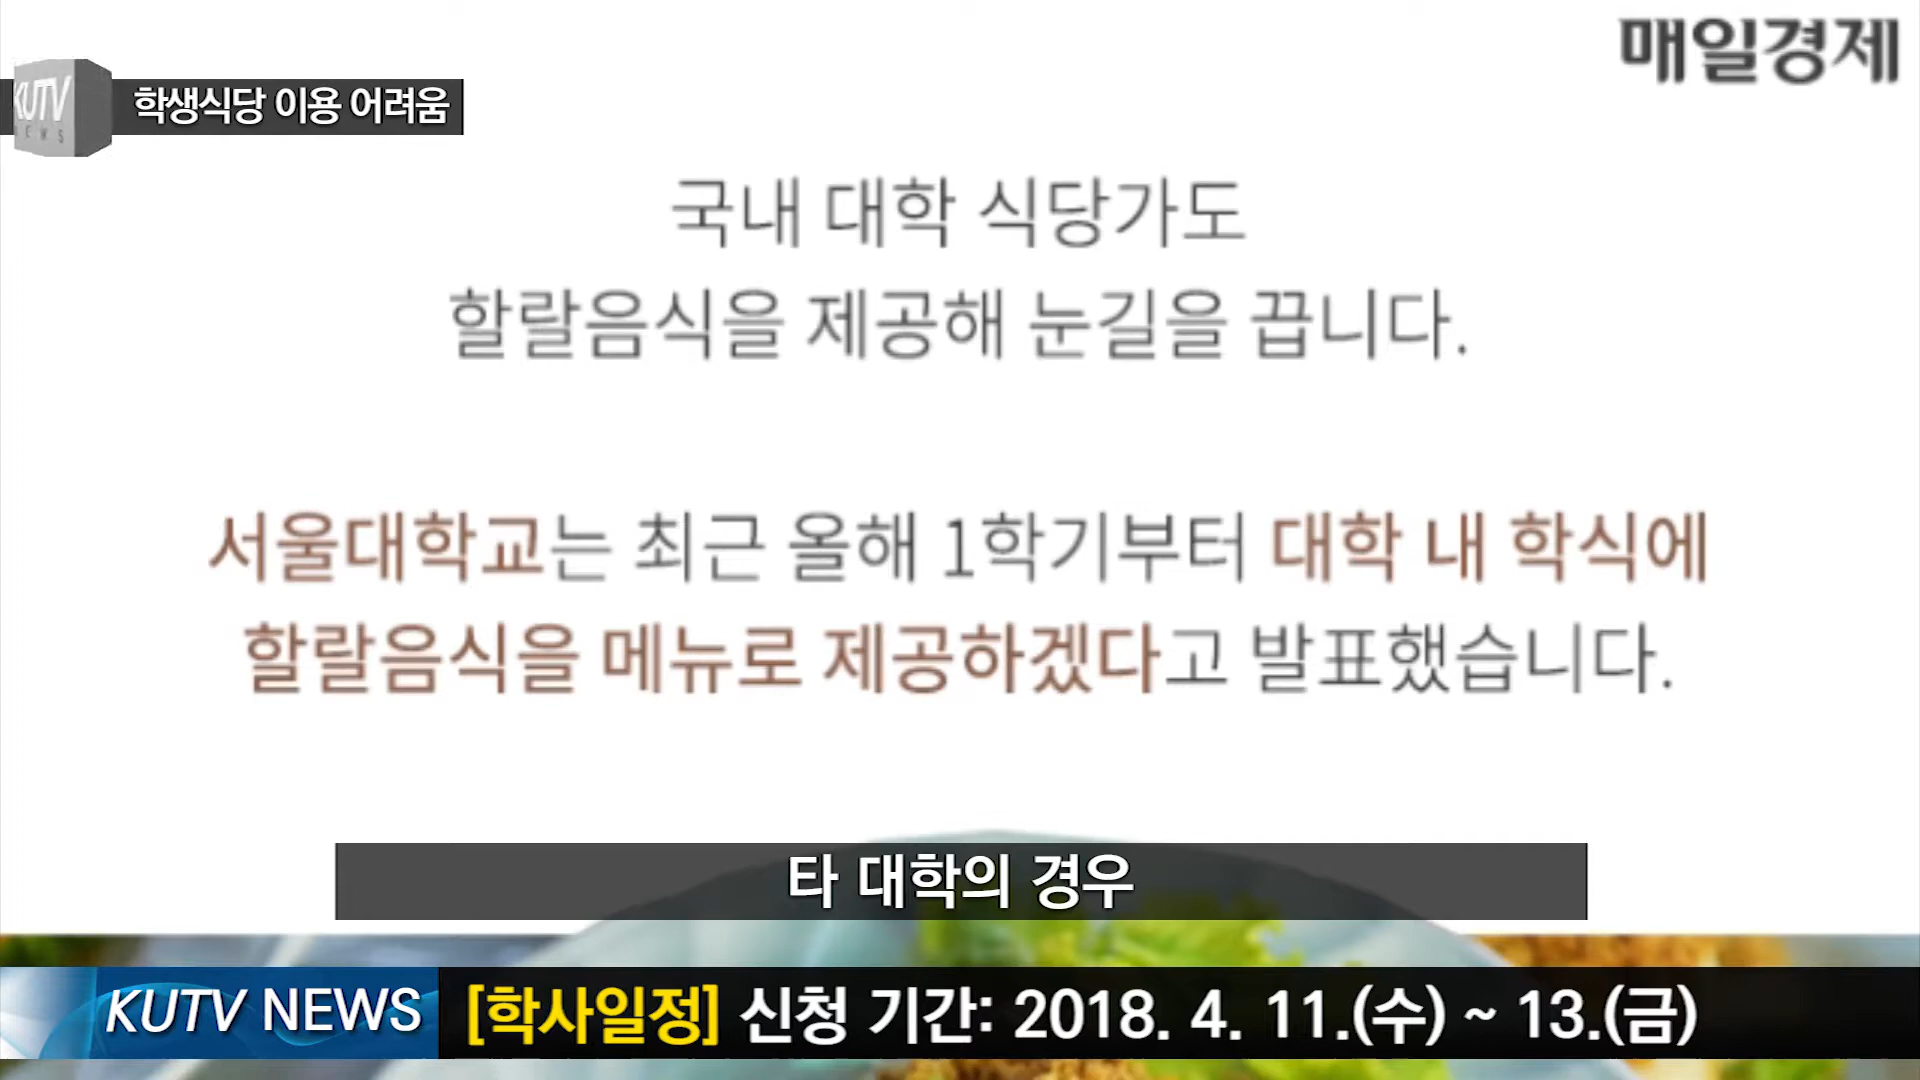 매일경제
KUTV
NEWS
학생식당 이용 어려움
국내 대학 식당가도
할랄음식을 제공해 눈길을 끕니다.
서울대학교는 최근 올해 1학기부터 대학 내 학식에
할랄음식을 메뉴로 제공하겠다고 발표했습니다.
타 대학의 경우
KUTV NEWS [학사일정] 신청 기간: 2018. 4. 11.(수) ~ 13.(금)